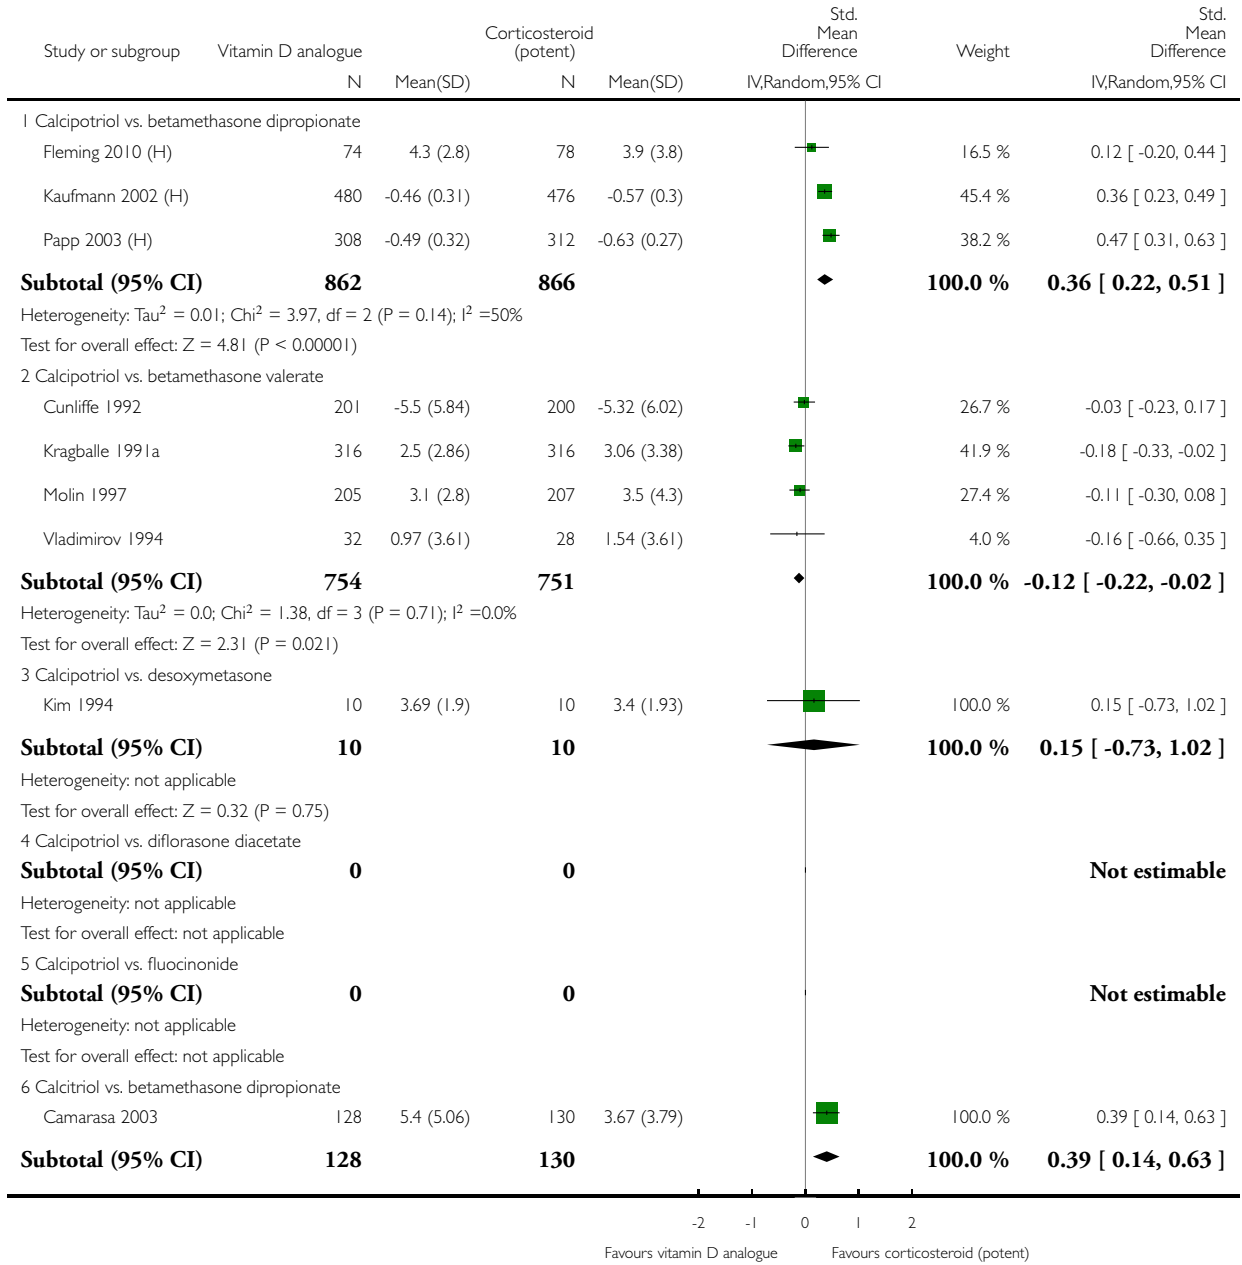 Study or subgroup Vitamin D analogue Corticosteroid (potent) Std. Mean Difference Weight Std. Mean Difference
N Mean(SD) N Mean(SD) IV,Random,95% CI IV,Random,95% CI
1 Calcipotriol vs. betamethasone dipropionate
Fleming 2010 (H) 74 4.3 (2.8) 78 3.9 (3.8) 16.5 % 0.12 [ -0.20, 0.44 ]
Kaufmann 2002 (H) 480 -0.46 (0.31) 476 -0.57 (0.3) 45.4 % 0.36 [ 0.23, 0.49 ]
Papp 2003 (H) 308 -0.49 (0.32) 312 -0.63 (0.27) 38.2 % 0.47 [ 0.31, 0.63 ]
Subtotal (95% CI) 862 866 100.0 % 0.36 [ 0.22, 0.51 ]
Heterogeneity: Tau² = 0.01; Chi² = 3.97, df = 2 (P = 0.14); I² =50%
Test for overall effect: Z = 4.81 (P < 0.00001)
2 Calcipotriol vs. betamethasone valerate
Cunliffe 1992 201 -5.5 (5.84) 200 -5.32 (6.02) 26.7 % -0.03 [ -0.23, 0.17 ]
Kragballe 1991a 316 2.5 (2.86) 316 3.06 (3.38) 41.9 % -0.18 [ -0.33, -0.02 ]
Molin 1997 205 3.1 (2.8) 207 3.5 (4.3) 27.4 % -0.11 [ -0.30, 0.08 ]
Vladimirov 1994 32 0.97 (3.61) 28 1.54 (3.61) 4.0 % -0.16 [ -0.66, 0.35 ]
Subtotal (95% CI) 754 751 100.0 % -0.12 [ -0.22, -0.02 ]
Heterogeneity: Tau² = 0.0; Chi² = 1.38, df = 3 (P = 0.71); I² =0.0%
Test for overall effect: Z = 2.31 (P = 0.021)
3 Calcipotriol vs. desoxymetasone
Kim 1994 10 3.69 (1.9) 10 3.4 (1.93) 100.0 % 0.15 [ -0.73, 1.02 ]
Subtotal (95% CI) 10 10 100.0 % 0.15 [ -0.73, 1.02 ]
Heterogeneity: not applicable
Test for overall effect: Z = 0.32 (P = 0.75)
4 Calcipotriol vs. diflorasone diacetate
Subtotal (95% CI) 0 0 Not estimable
Heterogeneity: not applicable
Test for overall effect: not applicable
5 Calcipotriol vs. fluocinonide
Subtotal (95% CI) 0 0 Not estimable
Heterogeneity: not applicable
Test for overall effect: not applicable
6 Calcitriol vs. betamethasone dipropionate
Camarasa 2003 128 5.4 (5.06) 130 3.67 (3.79) 100.0 % 0.39 [ 0.14, 0.63 ]
Subtotal (95% CI) 128 130 100.0 % 0.39 [ 0.14, 0.63 ]
-2 -1 0 1 2
Favours vitamin D analogue Favours corticosteroid (potent)